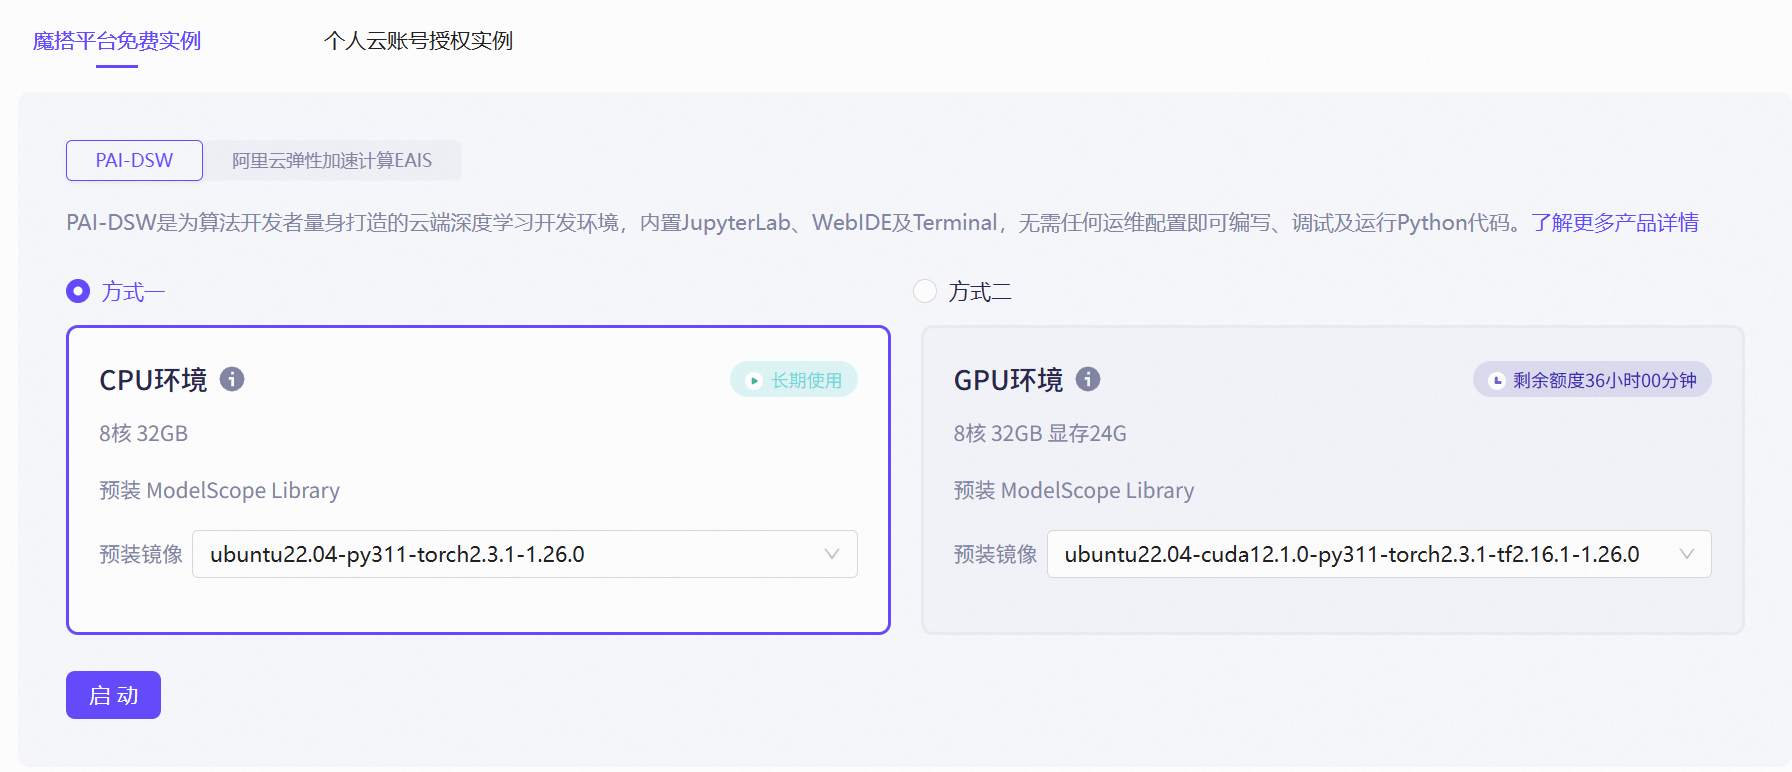 魔搭平台免费实例
个人云账号授权实例
PAI-DSW
阿里云弹性加速计算EAIS
PAI-DSW是为算法开发者量身打造的云端深度学习开发环境，内置JupyterLab、WebIDE及Terminal，无需任何运维配置即可编写、调试及运行Python代码。了解更多产品详情
方式一
CPU环境
长期使用
8核 32GB
预装 ModelScope Library
预装镜像 ubuntu22.04-py311-torch2.3.1-1.26.0
方式二
GPU环境
剩余额度36小时00分钟
8核 32GB 显存24G
预装 ModelScope Library
预装镜像 ubuntu22.04-cuda12.1.0-py311-torch2.3.1-tf2.16.1-1.26.0
启 动